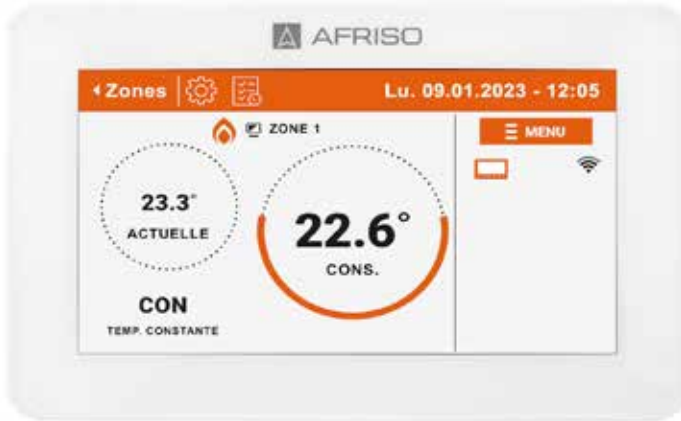 AFRISO
Zones
Lu. 09.01.2023 - 12:05
ZONE 1
MENU
23.3°
ACTUELLE
22.6°
CONS.
CON
TEMP. CONSTANTE